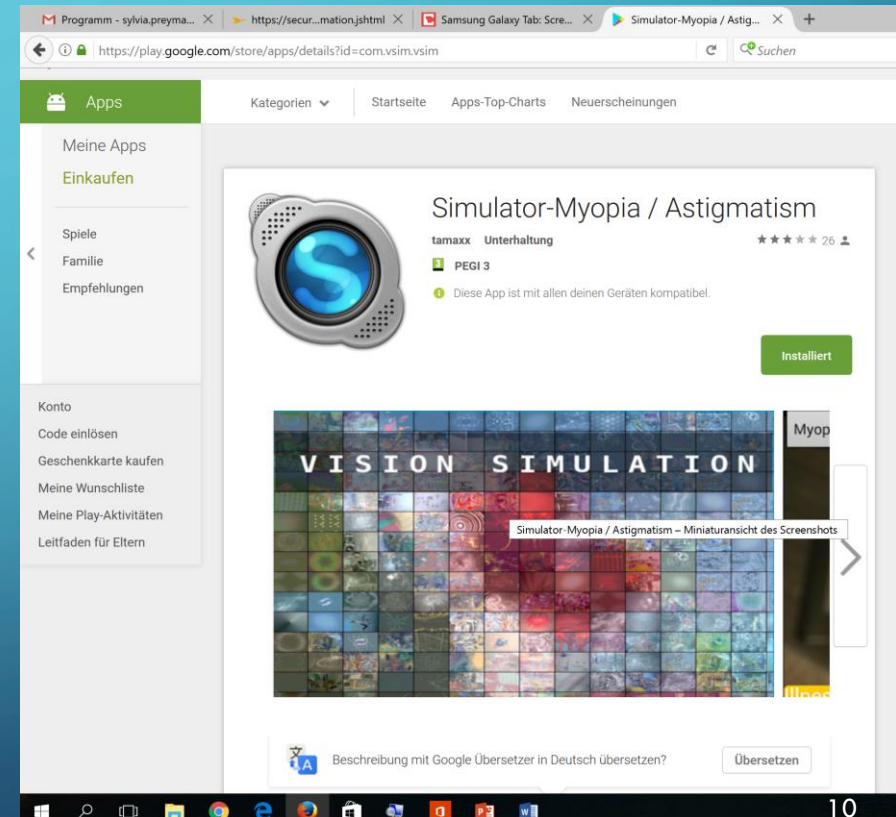 Programm - sylvia.preyma...
https://secur...mation.jshtml
Samsung Galaxy Tab: Scre...
Simulator-Myopia / Astig...
https://play.google.com/store/apps/details?id=com.vsim.vsim
Suchen
Apps
Kategorien
Startseite
Apps-Top-Charts
Neuerscheinungen
Meine Apps
Einkaufen
Spiele
Familie
Empfehlungen
Konto
Code einlösen
Geschenkkarte kaufen
Meine Wunschliste
Meine Play-Aktivitäten
Leitfaden für Eltern
Simulator-Myopia / Astigmatism
tamaxx Unterhaltung
26
3 PEGI 3
Diese App ist mit allen deinen Geräten kompatibel.
Installiert
VISION SIMULATION
Myop
Simulator-Myopia / Astigmatism – Miniaturansicht des Screenshots
Beschreibung mit Google Übersetzer in Deutsch übersetzen?
Übersetzen
10